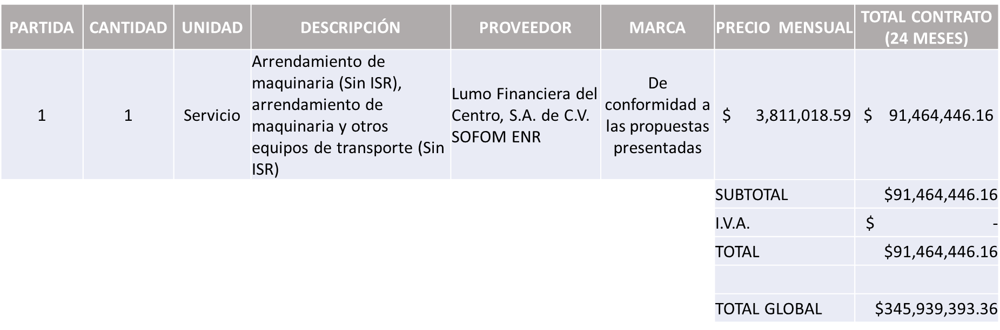 PARTIDA CANTIDAD UNIDAD DESCRIPCIÓN PROVEEDOR MARCA PRECIO MENSUAL TOTAL CONTRATO
(24 MESES)
1
1
Servicio
Arrendamiento de
maquinaria (Sin ISR),
arrendamiento de
maquinaria y otros
equipos de transporte (Sin
ISR)
Lumo Financiera del
Centro, S.A. de C.V.
SOFOM ENR
De
conformidad a
las propuestas
presentadas
$ 3,811,018.59
$ 91,464,446.16
SUBTOTAL $91,464,446.16
I.V.A. $ -
TOTAL $91,464,446.16
TOTAL GLOBAL $345,939,393.36